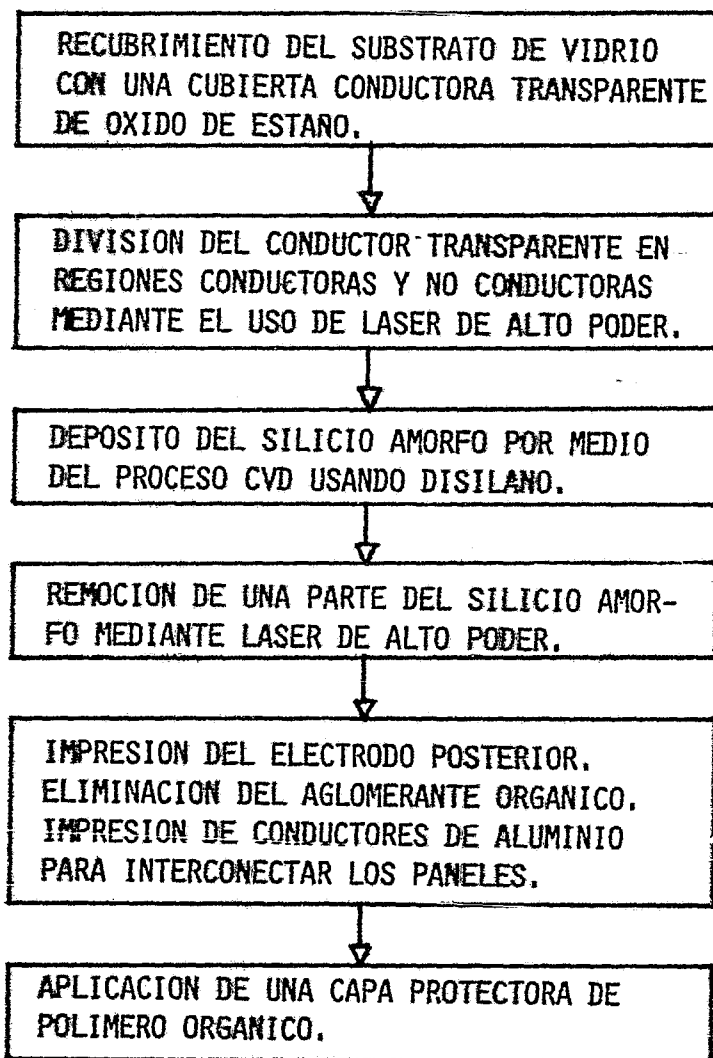 RECUBRIMIENTO DEL SUBSTRATO DE VIDRIO
CON UNA CUBIERTA CONDUCTORA TRANSPARENTE
DE OXIDO DE ESTAÑO.
DIVISION DEL CONDUCTOR TRANSPARENTE EN
REGIONES CONDUCTORAS Y NO CONDUCTORAS
MEDIANTE EL USO DE LASER DE ALTO PODER.
DEPOSITO DEL SILICIO AMORFO POR MEDIO
DEL PROCESO CVD USANDO DISILANO.
REMOCION DE UNA PARTE DEL SILICIO AMOR-
FO MEDIANTE LASER DE ALTO PODER.
IMPRESION DEL ELECTRODO POSTERIOR.
ELIMINACION DEL AGLOMERANTE ORGANICO.
IMPRESION DE CONDUCTORES DE ALUMINIO
PARA INTERCONECTAR LOS PANELES.
APLICACION DE UNA CAPA PROTECTORA DE
POLIMERO ORGANICO.